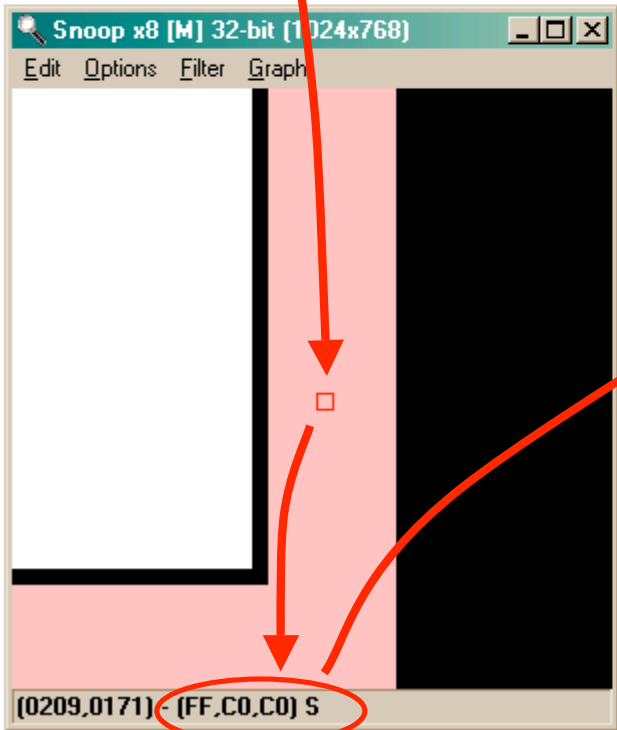 Snoop x8 [M] 32-bit (1024x768)
Edit Options Filter Graph
(0209,0171) - (FF,C0,C0) S